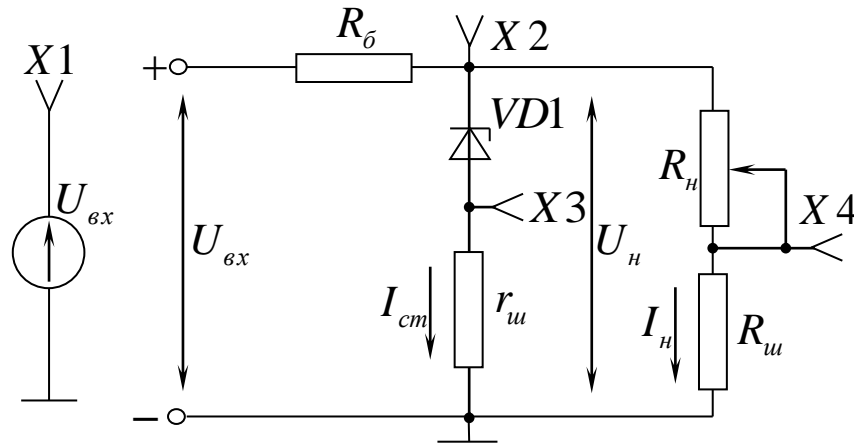 R_б
X2
X1
+
VD1
U_вх
R_н
X3
X4
U_вх
U_н
I_ст
r_ш
I_н
R_ш
−